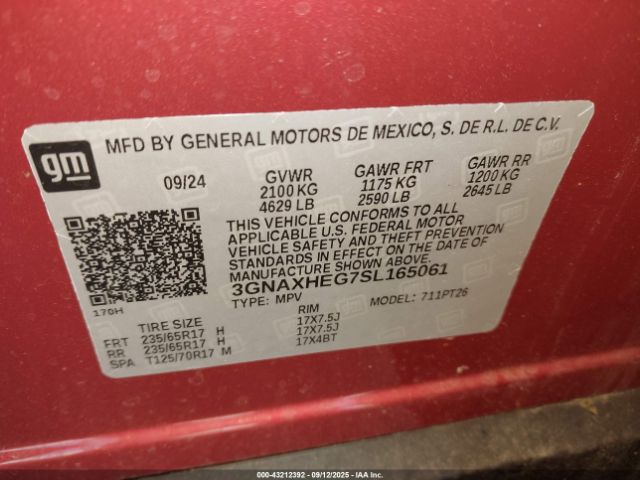 gm
MFD BY GENERAL MOTORS DE MEXICO, S. DE R.L. DE C.V.
09/24 GVWR GAWR FRT GAWR RR
2100 KG 1175 KG 1200 KG
4629 LB 2590 LB 2645 LB
THIS VEHICLE CONFORMS TO ALL
APPLICABLE U.S. FEDERAL MOTOR
VEHICLE SAFETY AND THEFT PREVENTION
STANDARDS IN EFFECT ON THE DATE OF
MANUFACTURE SHOWN ABOVE.
3GNAXHEG7SL165061
170H
TYPE: MPV MODEL: 711PT26
TIRE SIZE RIM
FRT 235/65R17 H 17X7.5J
RR 235/65R17 H 17X7.5J
SPA T125/70R17 M 17X4BT
000-43212392 - 09/12/2025 - IAA Inc.